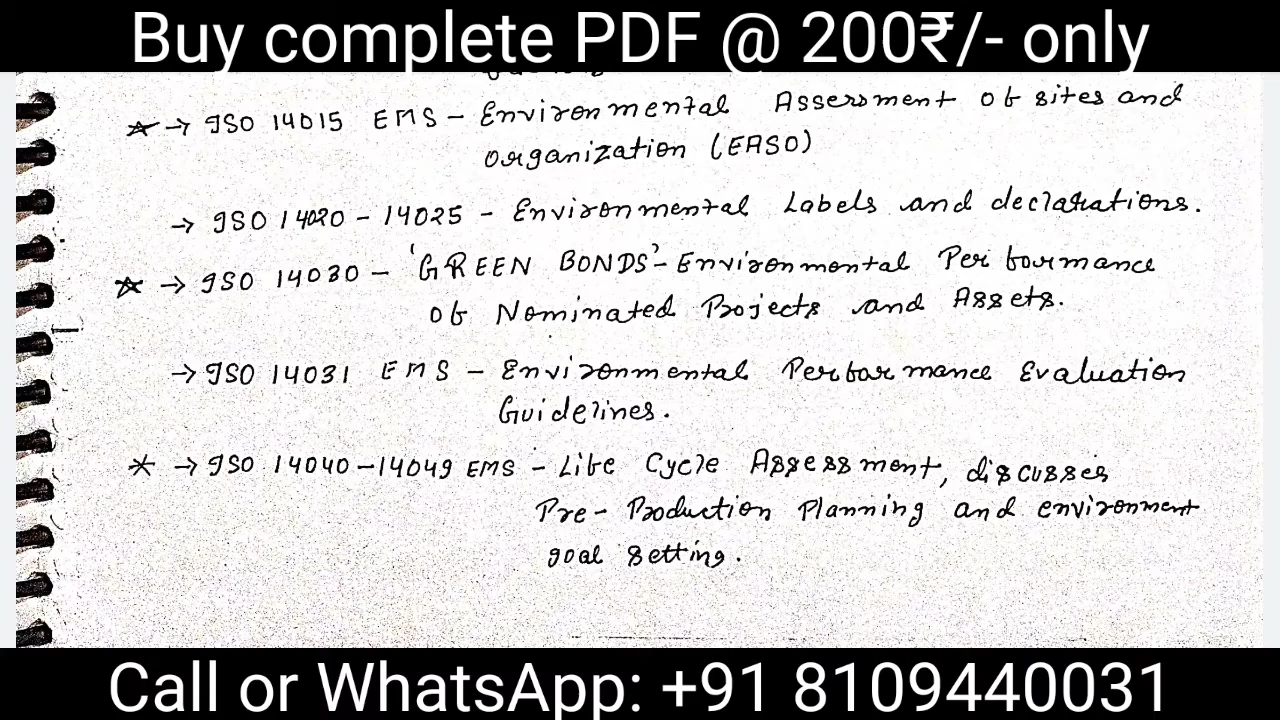 Buy complete PDF @ 200₹/- only
☆ → ISO 14015 EMS - Environmental Assessment of sites and
organization (EASO)
→ ISO 14020 - 14025 - Environmental Labels and declarations.
☆ → ISO 14030 - 'GREEN BONDS' - Environmental Performance
of Nominated Projects and Assets.
→ ISO 14031 EMS - Environmental Performance Evaluation
Guidelines.
* → ISO 14040 - 14049 EMS - Life Cycle Assessment, discusses
Pre - Production Planning and environment
goal setting.
Call or WhatsApp: +91 8109440031